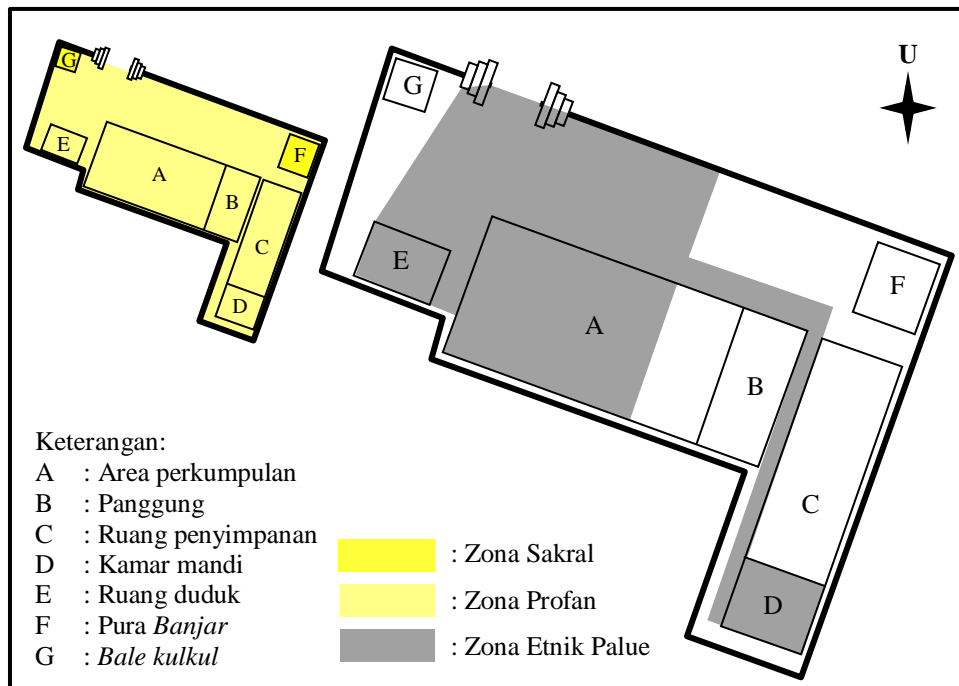 G
E
A
B
C
D
F
G
E
A
B
C
D
F
U
Keterangan:
A : Area perkumpulan
B : Panggung
C : Ruang penyimpanan
D : Kamar mandi
E : Ruang duduk
F : Pura Banjar
G : Bale kulkul
: Zona Sakral
: Zona Profan
: Zona Etnik Palue